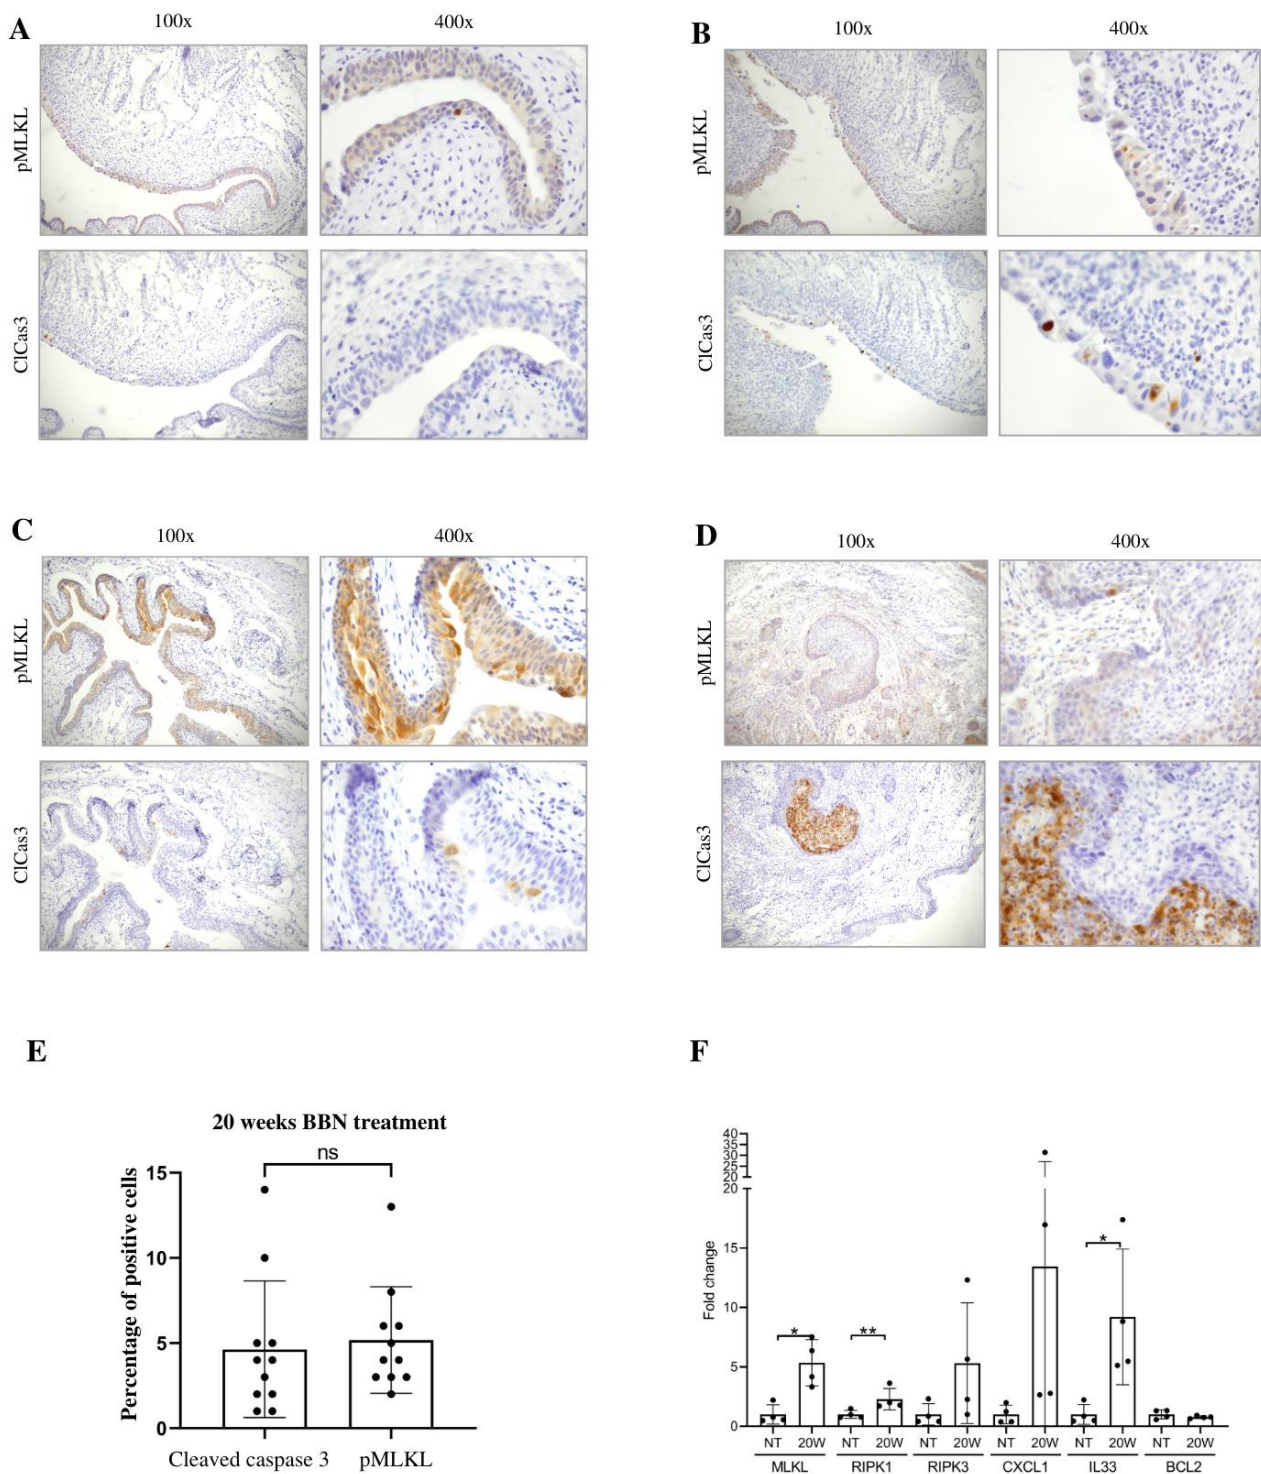 A
100x 400x
pMLKL
ClCas3
B
100x 400x
pMLKL
ClCas3
C
100x 400x
pMLKL
ClCas3
D
100x 400x
pMLKL
ClCas3
E
20 weeks BBN treatment
ns
Percentage of positive cells
15
10
5
0
Cleaved caspase 3 pMLKL
F
Fold change
40
35
30
25
20
20
15
10
5
0
* ** *
NT 20W NT 20W NT 20W NT 20W NT 20W NT 20W
MLKL RIPK1 RIPK3 CXCL1 IL33 BCL2